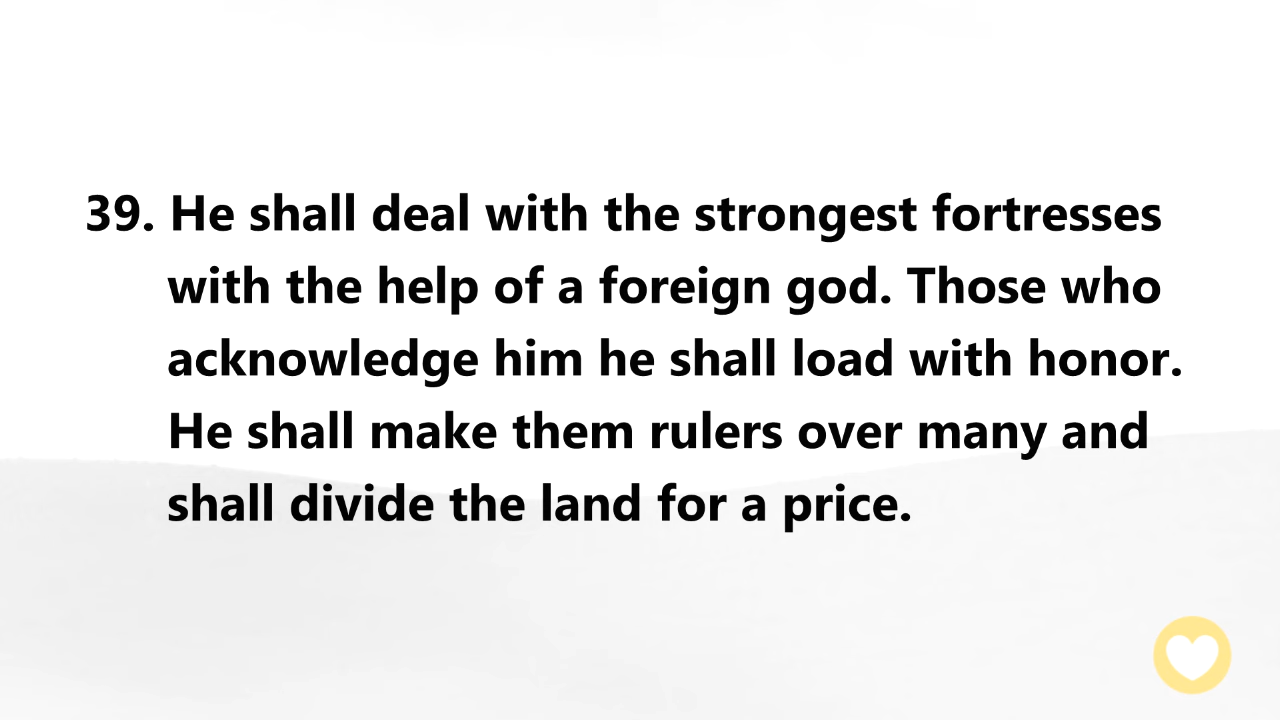 39. He shall deal with the strongest fortresses
with the help of a foreign god. Those who
acknowledge him he shall load with honor.
He shall make them rulers over many and
shall divide the land for a price.